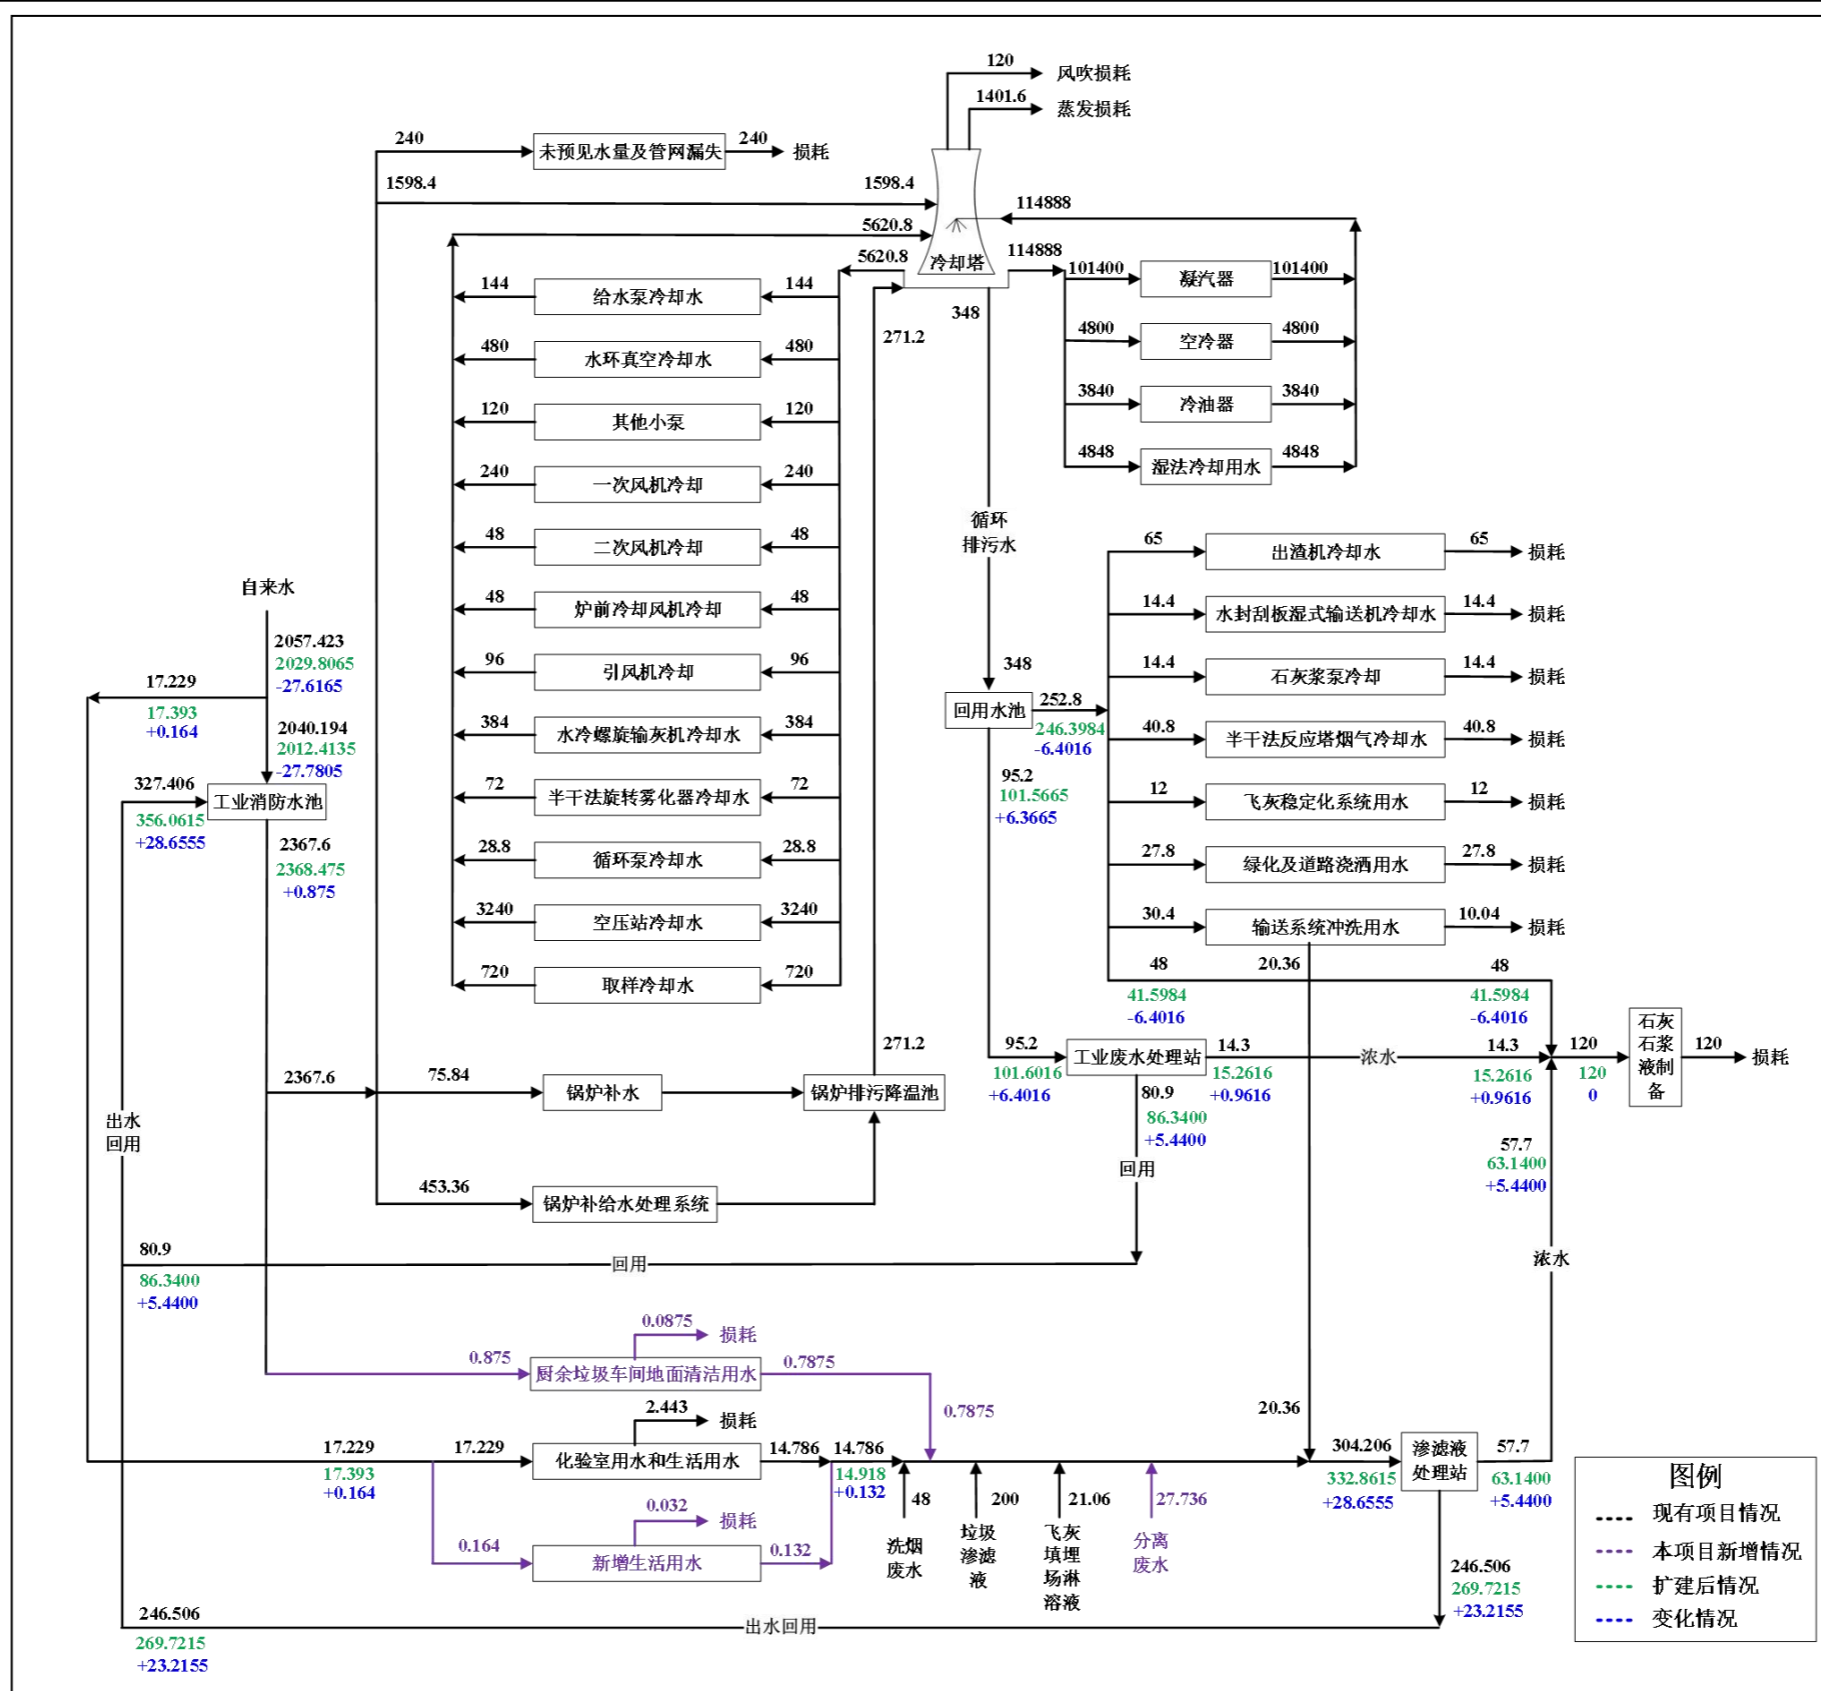 120
风吹损耗
1401.6
蒸发损耗
240
未预见水量及管网漏失
240
损耗
1598.4
1598.4
114888
5620.8
5620.8
冷却塔
114888
101400
凝汽器
101400
144
给水泵冷却水
144
348
271.2
4800
空冷器
4800
480
水环真空冷却水
480
3840
冷油器
3840
120
其他小泵
120
4848
湿法冷却用水
4848
240
一次风机冷却
240
循环
排污水
48
二次风机冷却
48
65
出渣机冷却水
65
损耗
自来水
48
炉前冷却风机冷却
48
14.4
水封刮板湿式输送机冷却水
14.4
损耗
2057.423
2029.8065
-27.6165
17.229
17.393
+0.164
96
引风机冷却
96
348
14.4
石灰浆泵冷却
14.4
损耗
回用水池
252.8
246.3984
-6.4016
2040.194
2012.4135
-27.7805
384
水冷螺旋输灰机冷却水
384
40.8
半干法反应塔烟气冷却水
40.8
损耗
95.2
101.5665
+6.3665
327.406
工业消防水池
356.0615
+28.6555
72
半干法旋转雾化器冷却水
72
12
飞灰稳定化系统用水
12
损耗
2367.6
2368.475
+0.875
28.8
循环泵冷却水
28.8
27.8
绿化及道路浇洒用水
27.8
损耗
3240
空压站冷却水
3240
30.4
输送系统冲洗用水
10.04
损耗
720
取样冷却水
720
48
20.36
48
41.5984
-6.4016
41.5984
-6.4016
271.2
95.2
101.6016
+6.4016
工业废水处理站
14.3
15.2616
+0.9616
浓水
14.3
15.2616
+0.9616
120
120
0
石灰
石浆
液制
备
120
损耗
2367.6
75.84
锅炉补水
锅炉排污降温池
80.9
86.3400
+5.4400
出水
回用
回用
57.7
63.1400
+5.4400
453.36
锅炉补给水处理系统
80.9
86.3400
+5.4400
回用
浓水
0.0875
损耗
0.875
厨余垃圾车间地面清洁用水
0.7875
0.7875
2.443
损耗
20.36
17.229
17.393
+0.164
17.229
化验室用水和生活用水
14.786
14.786
14.918
+0.132
304.206
332.8615
+28.6555
渗滤液
处理站
57.7
63.1400
+5.4400
0.032
损耗
48
200
21.06
27.736
0.164
新增生活用水
0.132
洗烟
废水
垃圾
渗滤
液
飞灰
填埋
场淋
溶液
分离
废水
246.506
269.7215
+23.2155
246.506
269.7215
+23.2155
出水回用
图例
现有项目情况
本项目新增情况
扩建后情况
变化情况